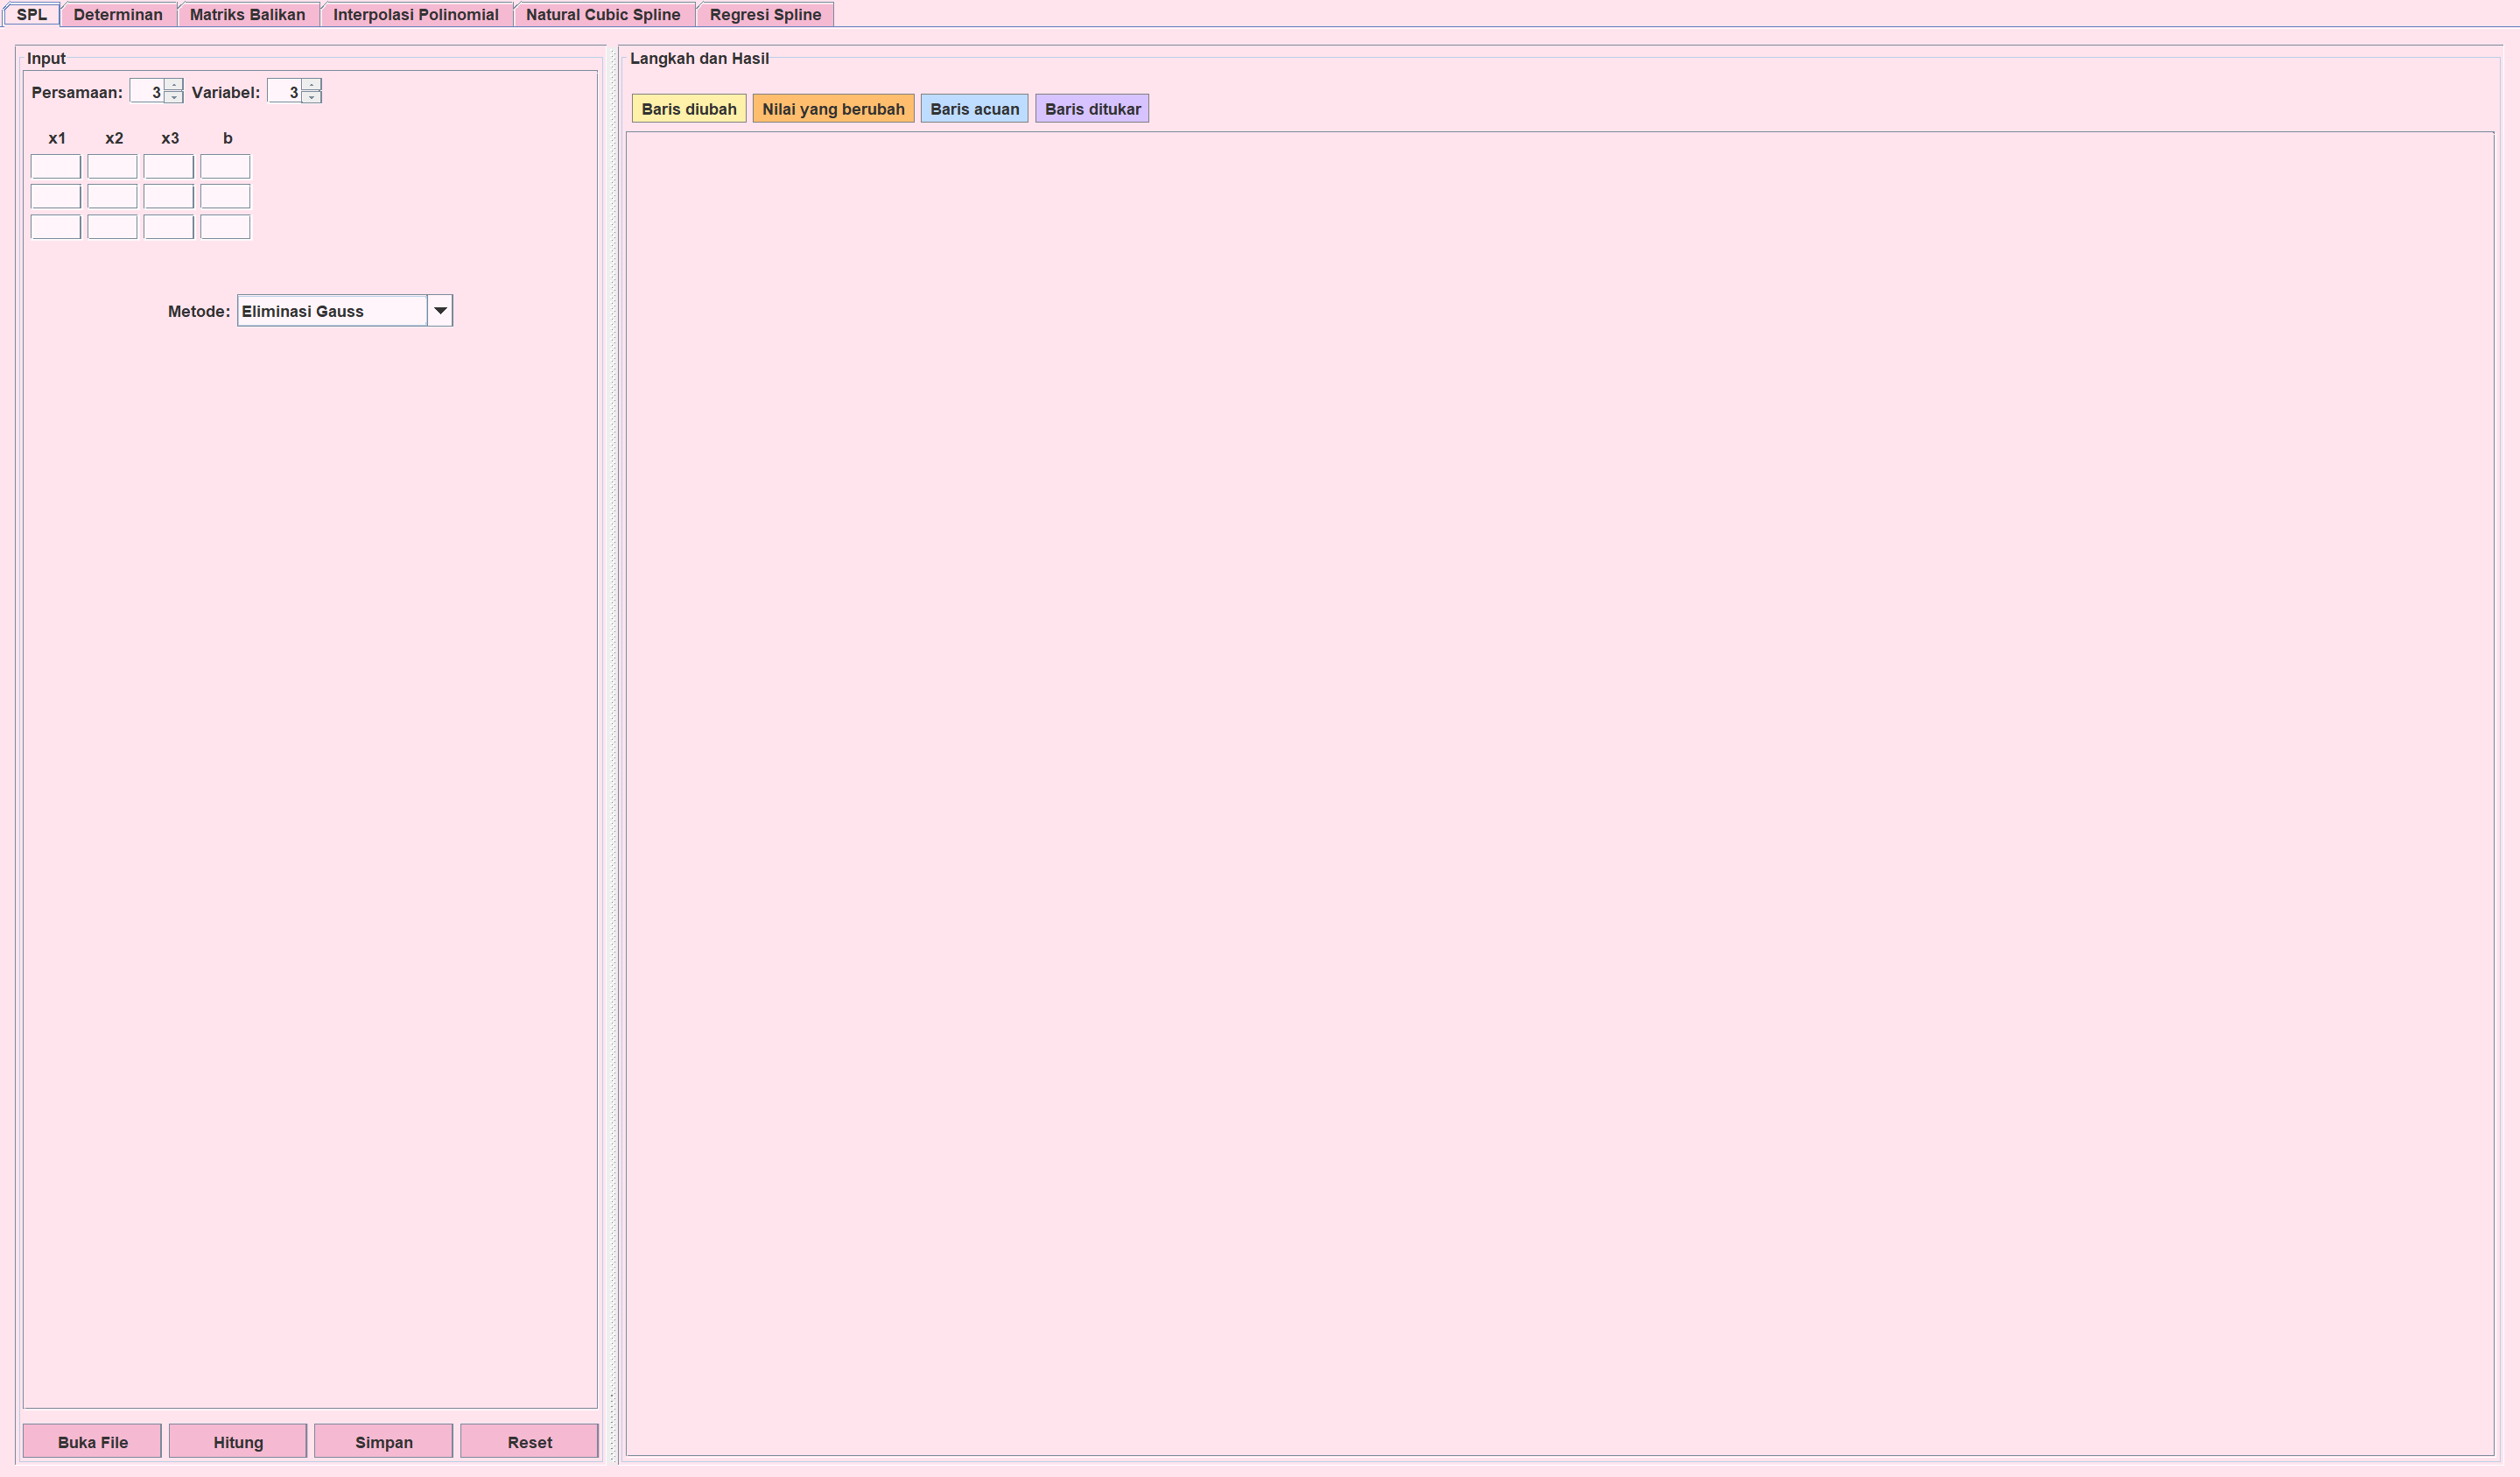 SPL Determinan Matriks Balikan Interpolasi Polinomial Natural Cubic Spline Regresi Spline
Input
Persamaan: 3 Variabel: 3
x1 x2 x3 b
Metode: Eliminasi Gauss
Buka File Hitung Simpan Reset
Langkah dan Hasil
Baris diubah Nilai yang berubah Baris acuan Baris ditukar